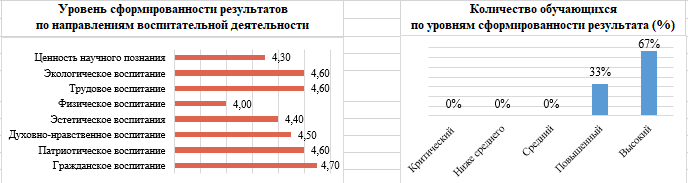 Уровень сформированности результатов
по направлениям воспитательной деятельности
Ценность научного познания 4,30
Экологическое воспитание 4,60
Трудовое воспитание 4,60
Физическое воспитание 4,00
Эстетическое воспитания 4,40
Духовно-нравственное воспитание 4,50
Патриотическое воспитание 4,60
Гражданское воспитание 4,70
Количество обучающихся
по уровням сформированности результата (%)
0% 0% 0% 33% 67%
Критический Ниже среднего Средний Повышенный Высокий